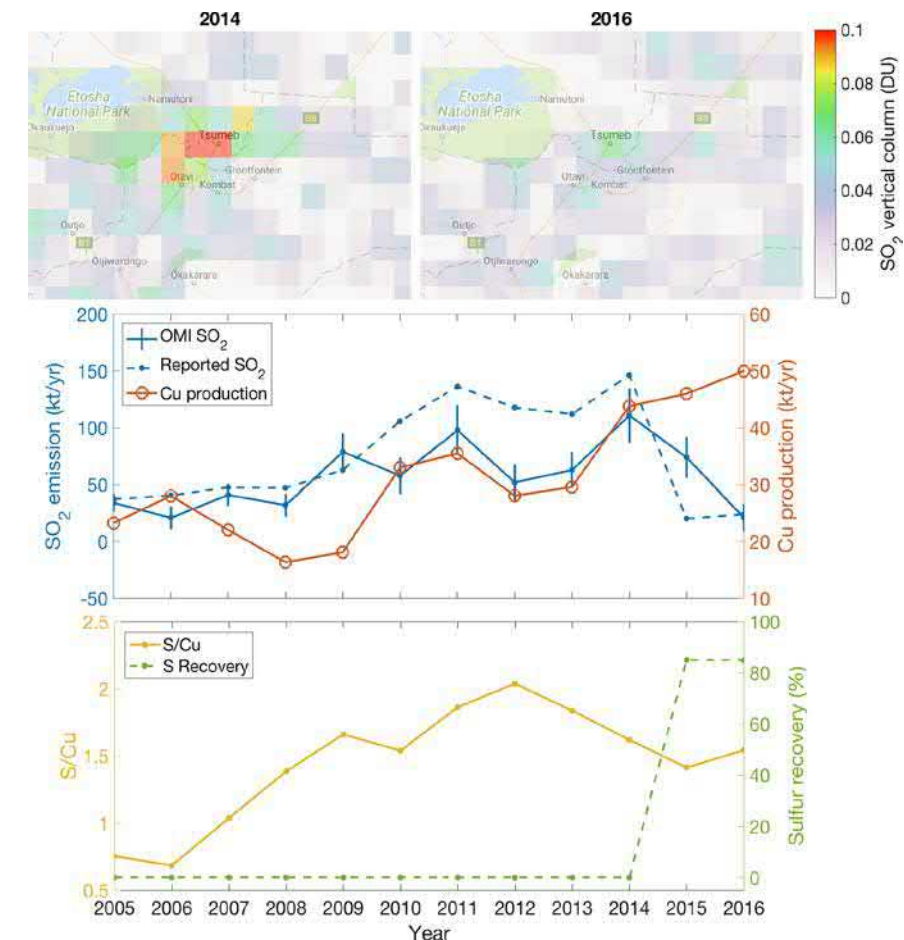 2014 2016
Etosha
National Park
Namutoni
Okaukuejo
B8
Tsumeb
Otavi
Grootfontein
Kombat
Outjo
B1
Otjiwarongo
Okakarara
Etosha
National Park
Namutoni
Okaukuejo
B8
Tsumeb
Otavi
Grootfontein
Kombat
Outjo
B1
Otjiwarongo
Okakarara
0.1
0.08
0.06
0.04
0.02
0
SO₂ vertical column (DU)
200
150
100
50
0
-50
SO₂ emission (kt/yr)
OMI SO₂
Reported SO₂
Cu production
60
50
40
30
20
10
Cu production (kt/yr)
2.5
2
1.5
1
0.5
S/Cu
S/Cu
S Recovery
100
80
60
40
20
0
Sulfur recovery (%)
2005 2006 2007 2008 2009 2010 2011 2012 2013 2014 2015 2016
Year